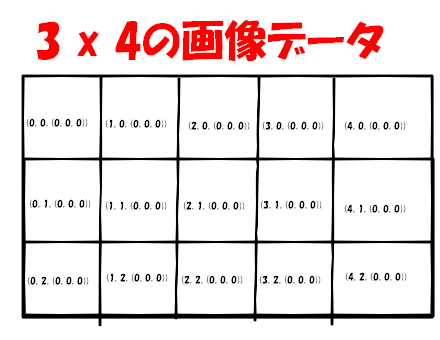 3 x 4の画像データ
(0, 0, (0, 0, 0)) (1, 0, (0, 0, 0)) (2, 0, (0, 0, 0)) (3, 0, (0, 0, 0)) (4, 0, (0, 0, 0))
(0, 1, (0, 0, 0)) (1, 1, (0, 0, 0)) (2, 1, (0, 0, 0)) (3, 1, (0, 0, 0)) (4, 1, (0, 0, 0))
(0, 2, (0, 0, 0)) (1, 2, (0, 0, 0)) (2, 2, (0, 0, 0)) (3, 2, (0, 0, 0)) (4, 2, (0, 0, 0))